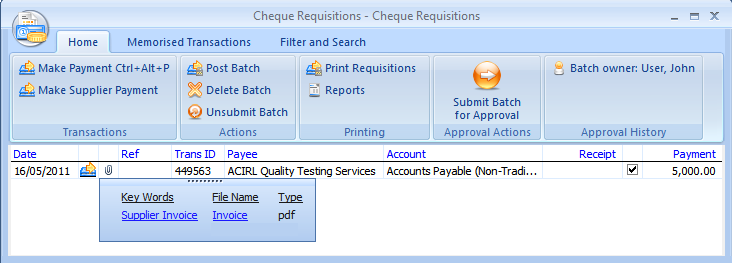 Cheque Requisitions - Cheque Requisitions
Home Memorised Transactions Filter and Search
Make Payment Ctrl+Alt+P
Make Supplier Payment
Transactions
Post Batch
Delete Batch
Unsubmit Batch
Actions
Print Requisitions
Reports
Printing
Submit Batch
for Approval
Approval Actions
Batch owner: User, John
Approval History
Date Ref Trans ID Payee Account Receipt Payment
16/05/2011 449563 ACIRL Quality Testing Services Accounts Payable (Non-Tradi... 5,000.00
Key Words File Name Type
Supplier Invoice Invoice pdf